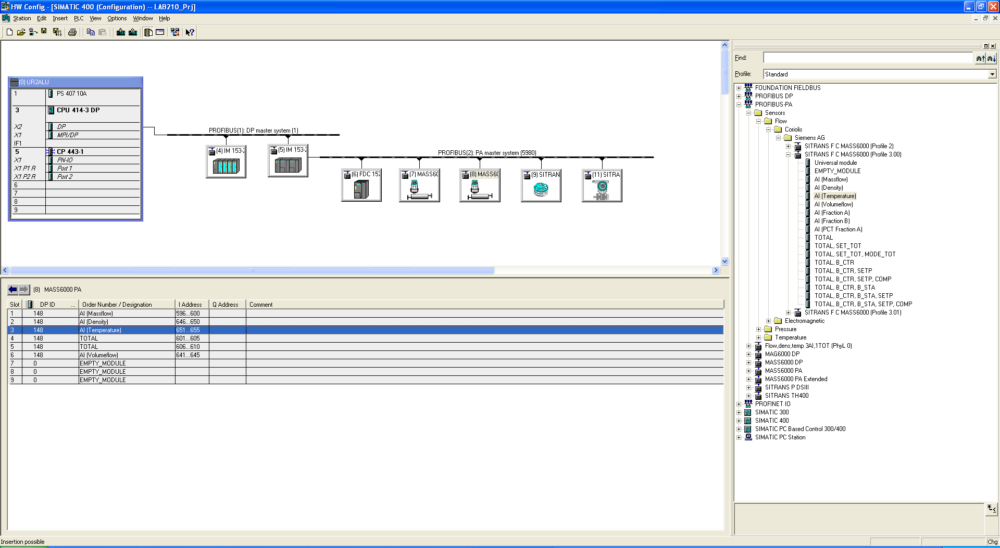 HW Config - [SIMATIC 400 (Configuration) -- LAB210_Prj]
Station Edit Insert PLC View Options Window Help
(0) UR2ALU
1 PS 407 10A
3 CPU 414-3 DP
X2 DP
X1 MPI/DP
IF1
5 CP 443-1
X1 PN-IO
X1 P1 R Port 1
X1 P2 R Port 2
6
7
8
9
PROFIBUS(1): DP master system (1)
(4) IM 153-2
(5) IM 153-2
PROFIBUS(2): PA master system (5980)
(6) FDC 157
(7) MASS60
(8) MASS60
(9) SITRAN
(11) SITRA
(8) MASS6000 PA
Slot DP ID ... Order Number / Designation I Address Q Address Comment
1 148 AI (Massflow) 596...600
2 148 AI (Density) 646...650
3 148 AI (Temperature) 651...655
4 148 TOTAL 601...605
5 148 TOTAL 606...610
6 148 AI (Volumeflow) 641...645
7 0 EMPTY_MODULE
8 0 EMPTY_MODULE
9 0 EMPTY_MODULE
Find:
Profile: Standard
FOUNDATION FIELDBUS
PROFIBUS DP
PROFIBUS-PA
Sensors
Flow
Coriolis
Siemens AG
SITRANS F C MASS6000 (Profile 2)
SITRANS F C MASS6000 (Profile 3.00)
Universal module
EMPTY_MODULE
AI (Massflow)
AI (Density)
AI (Temperature)
AI (Volumeflow)
AI (Fraction A)
AI (Fraction B)
AI (PCT Fraction A)
TOTAL
TOTAL, SET_TOT
TOTAL, SET_TOT, MODE_TOT
TOTAL, B_CTR
TOTAL, B_CTR, SETP
TOTAL, B_CTR, SETP, COMP
TOTAL, B_CTR, B_STA
TOTAL, B_CTR, B_STA, SETP
TOTAL, B_CTR, B_STA, SETP, COMP
SITRANS F C MASS6000 (Profile 3.01)
Electromagnetic
Pressure
Temperature
Flow,dens,temp 3AI,1TOT (PhyL 0)
MAG6000 DP
MASS6000 DP
MASS6000 PA
MASS6000 PA Extended
SITRANS P DSIII
SITRANS TH400
PROFINET IO
SIMATIC 300
SIMATIC 400
SIMATIC PC Based Control 300/400
SIMATIC PC Station
Insertion possible
Chg